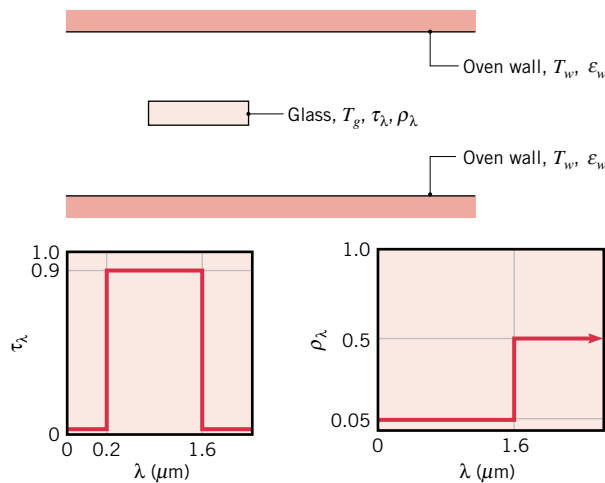 Oven wall, T_w, ε_w
Glass, T_g, τ_λ, ρ_λ
Oven wall, T_w, ε_w
1.0
0.9
τ_λ
0
0 0.2 1.6
λ (μm)
1.0
0.5
ρ_λ
0.05
0 1.6
λ (μm)